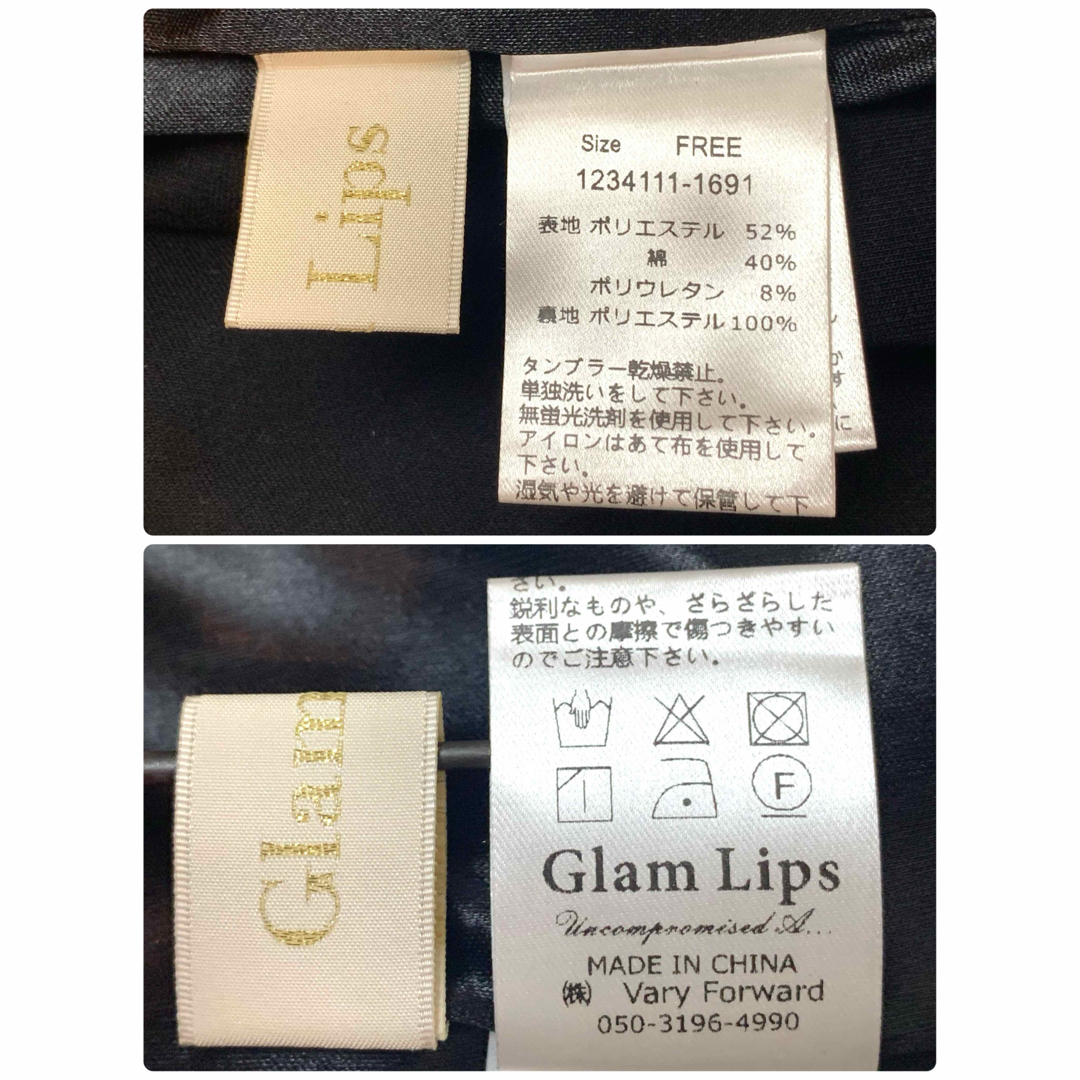 Lips
Size FREE
1234111-1691
表地 ポリエステル 52%
綿 40%
ポリウレタン 8%
裏地 ポリエステル 100%
タンブラー乾燥禁止。
単独洗いをして下さい。
無蛍光洗剤を使用して下さい。
アイロンはあて布を使用して
下さい。
湿気や光を避けて保管して下
か
す
に
Glam
さい。
鋭利なものや、ざらざらした
表面との摩擦で傷つきやすい
のでご注意下さい。
F
Glam Lips
Uncompromised A...
MADE IN CHINA
㈱ Vary Forward
050-3196-4990